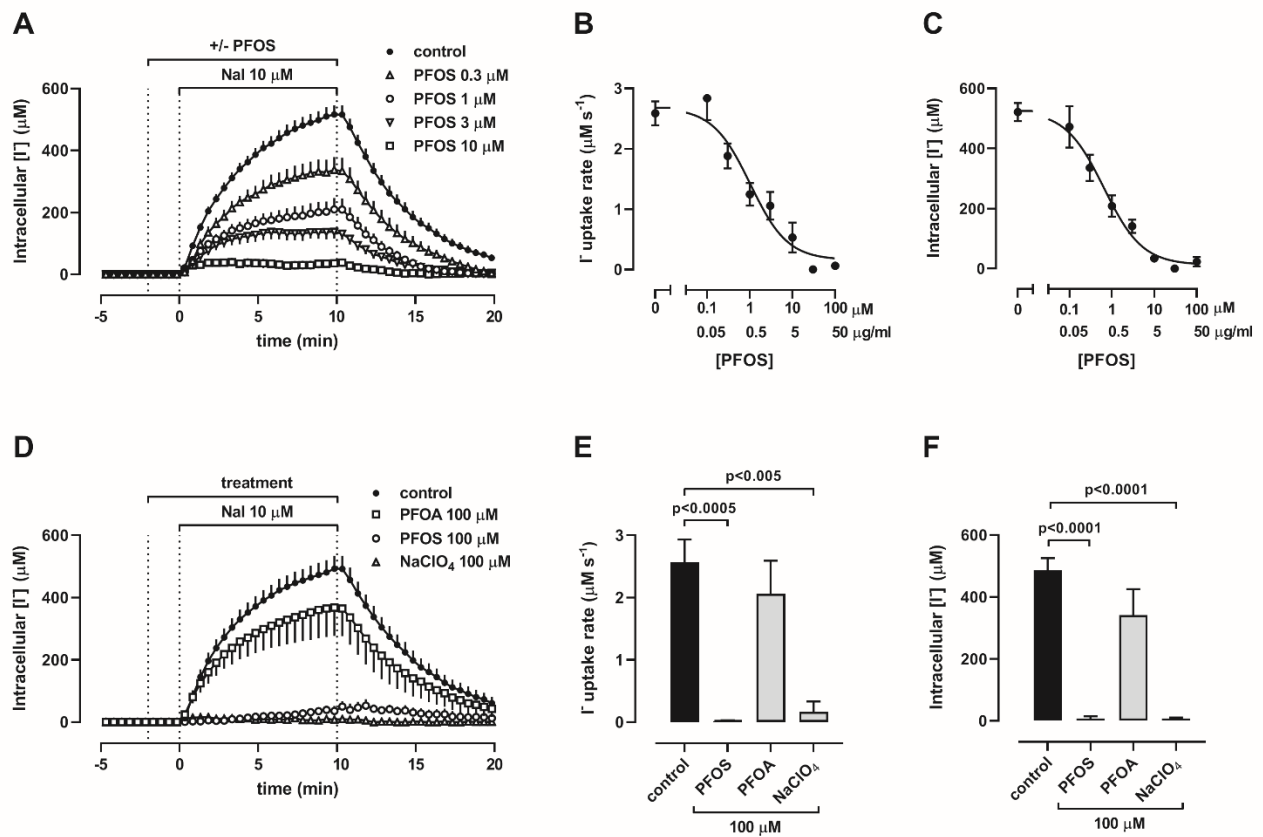 A
+/- PFOS
NaI 10 μM
control
PFOS 0.3 μM
PFOS 1 μM
PFOS 3 μM
PFOS 10 μM
Intracellular [I⁻] (μM)
600
400
200
0
-5 0 5 10 15 20
time (min)
B
I⁻ uptake rate (μM s⁻¹)
3
2
1
0
0 0.1 1 10 100 μM
0.05 0.5 5 50 μg/ml
[PFOS]
C
Intracellular [I⁻] (μM)
600
400
200
0
0 0.1 1 10 100 μM
0.05 0.5 5 50 μg/ml
[PFOS]
D
treatment
NaI 10 μM
control
PFOA 100 μM
PFOS 100 μM
NaClO₄ 100 μM
Intracellular [I⁻] (μM)
600
400
200
0
-5 0 5 10 15 20
time (min)
E
p<0.005
p<0.0005
I⁻ uptake rate (μM s⁻¹)
3
2
1
0
control PFOS PFOA NaClO₄
100 μM
F
p<0.0001
p<0.0001
Intracellular [I⁻] (μM)
600
400
200
0
control PFOS PFOA NaClO₄
100 μM